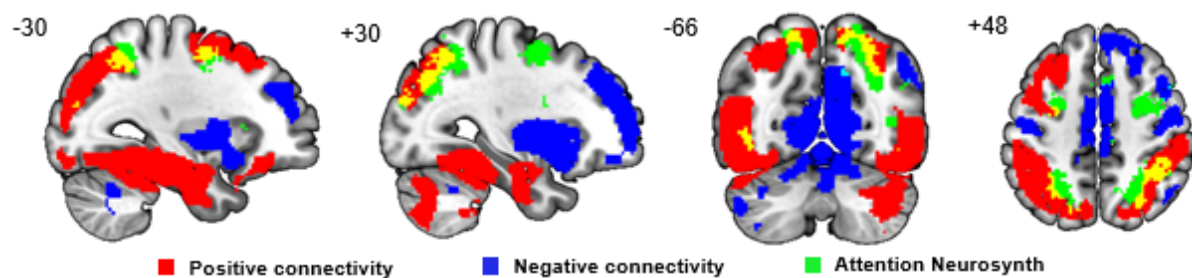 -30
+30
-66
+48
Positive connectivity
Negative connectivity
Attention Neurosynth